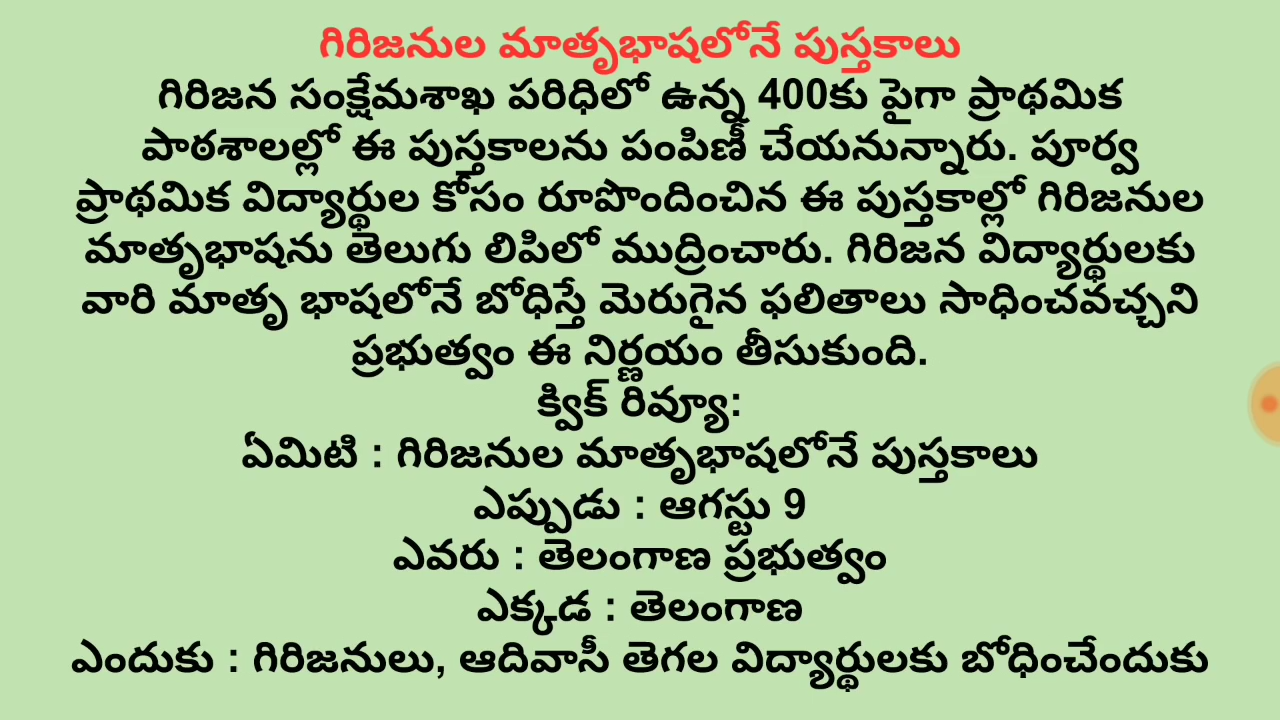 గిరిజనుల మాతృభాషలోనే పుస్తకాలు
గిరిజన సంక్షేమశాఖ పరిధిలో ఉన్న 400కు పైగా ప్రాథమిక
పాఠశాలల్లో ఈ పుస్తకాలను పంపిణీ చేయనున్నారు. పూర్వ
ప్రాథమిక విద్యార్థుల కోసం రూపొందించిన ఈ పుస్తకాల్లో గిరిజనుల
మాతృభాషను తెలుగు లిపిలో ముద్రించారు. గిరిజన విద్యార్థులకు
వారి మాతృ భాషలోనే బోధిస్తే మెరుగైన ఫలితాలు సాధించవచ్చని
ప్రభుత్వం ఈ నిర్ణయం తీసుకుంది.
క్విక్ రివ్యూ:
ఏమిటి : గిరిజనుల మాతృభాషలోనే పుస్తకాలు
ఎప్పుడు : ఆగస్టు 9
ఎవరు : తెలంగాణ ప్రభుత్వం
ఎక్కడ : తెలంగాణ
ఎందుకు : గిరిజనులు, ఆదివాసీ తెగల విద్యార్థులకు బోధించేందుకు